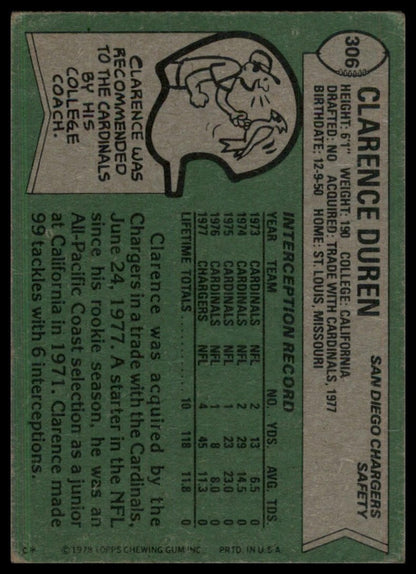 306
CLARENCE DUREN
SAN DIEGO CHARGERS
SAFETY
HEIGHT: 6'1" WEIGHT: 190 COLLEGE: CALIFORNIA
DRAFTED: NO ACQUIRED: TRADE WITH CARDINALS, 1977
BIRTHDATE: 12-9-50 HOME: ST. LOUIS, MISSOURI
CLARENCE WAS
RECOMMENDED
TO THE CARDINALS
BY HIS
COLLEGE
COACH.
INTERCEPTION RECORD
YEAR TEAM NO. YDS. AVG. TDS.
1973 CARDINALS NFL 2 13 6.5 0
1974 CARDINALS NFL 2 29 14.5 0
1975 CARDINALS NFL 1 23 23.0 0
1976 CARDINALS NFL 1 8 8.0 0
1977 CHARGERS NFL 4 45 11.3 0
LIFETIME TOTALS 10 118 11.8 0
Clarence was acquired by the
Chargers in a trade with the Cardinals,
June 24, 1977. A starter in the NFL
since his rookie season, he was an
All-Pacific Coast selection as a junior
at California in 1971. Clarence made
99 tackles with 6 interceptions.
© 1978 TOPPS CHEWING GUM INC. PRTD. IN U.S.A.